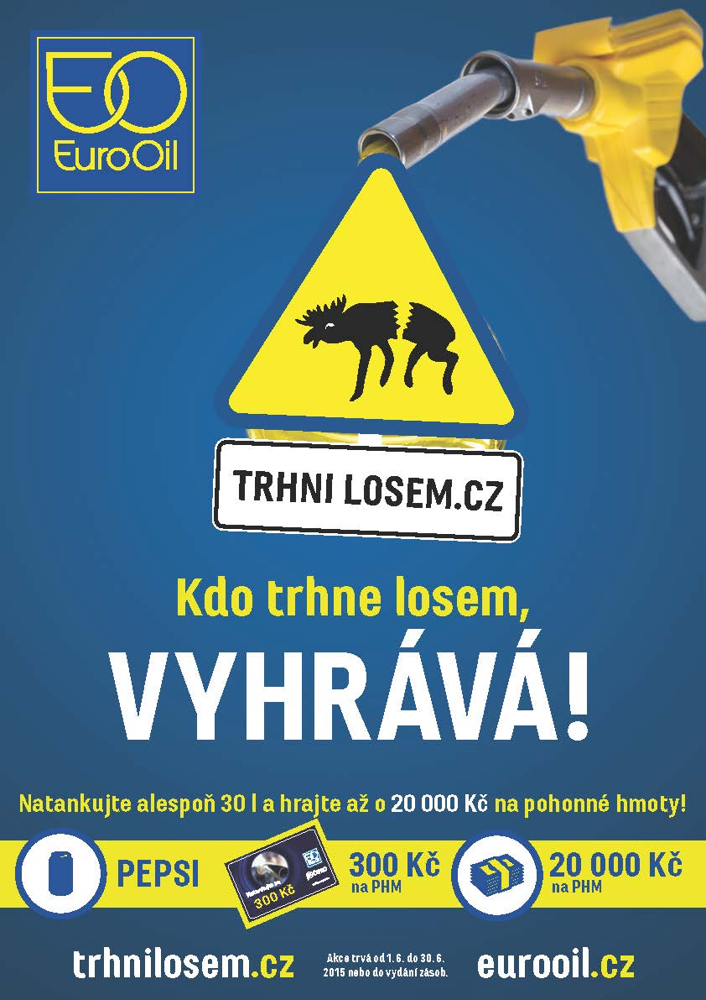 EO
EuroOil
TRHNI LOSEM.CZ
Kdo trhne losem,
VYHRÁVÁ!
Natankujte alespoň 30 l a hrajte až o 20 000 Kč na pohonné hmoty!
PEPSI
300 Kč
300 Kč
na PHM
20 000 Kč
na PHM
trhnilosem.cz
Akce trvá od 1. 6. do 30. 6.
2015 nebo do vydání zásob.
eurooil.cz